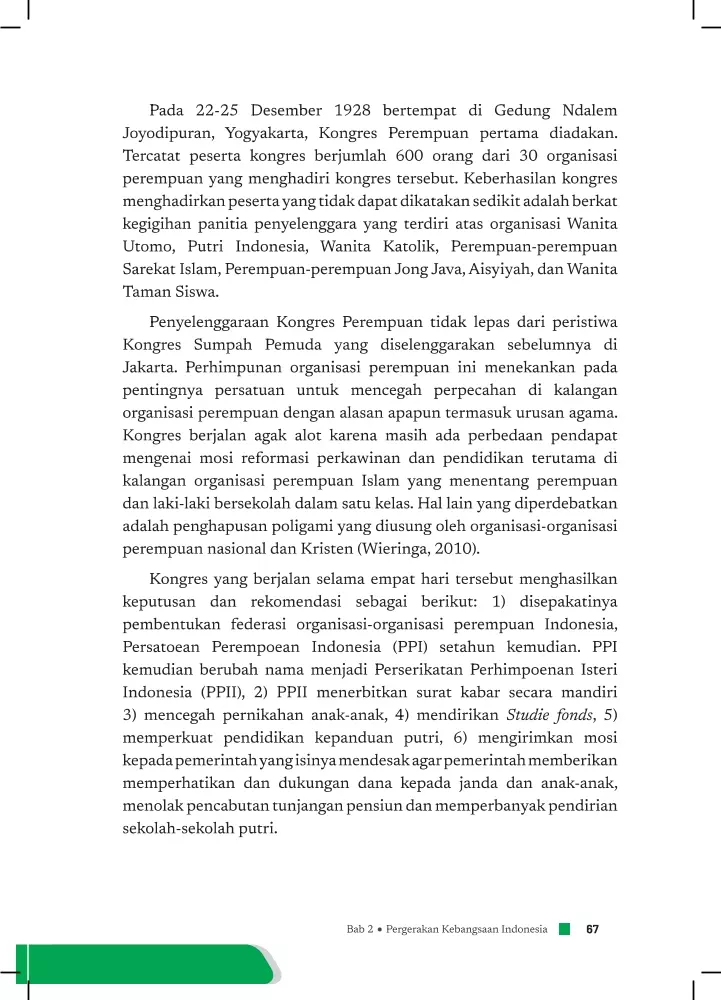 Pada 22-25 Desember 1928 bertempat di Gedung Ndalem
Joyodipuran, Yogyakarta, Kongres Perempuan pertama diadakan.
Tercatat peserta kongres berjumlah 600 orang dari 30 organisasi
perempuan yang menghadiri kongres tersebut. Keberhasilan kongres
menghadirkan peserta yang tidak dapat dikatakan sedikit adalah berkat
kegigihan panitia penyelenggara yang terdiri atas organisasi Wanita
Utomo, Putri Indonesia, Wanita Katolik, Perempuan-perempuan
Sarekat Islam, Perempuan-perempuan Jong Java, Aisyiyah, dan Wanita
Taman Siswa.
Penyelenggaraan Kongres Perempuan tidak lepas dari peristiwa
Kongres Sumpah Pemuda yang diselenggarakan sebelumnya di
Jakarta. Perhimpunan organisasi perempuan ini menekankan pada
pentingnya persatuan untuk mencegah perpecahan di kalangan
organisasi perempuan dengan alasan apapun termasuk urusan agama.
Kongres berjalan agak alot karena masih ada perbedaan pendapat
mengenai mosi reformasi perkawinan dan pendidikan terutama di
kalangan organisasi perempuan Islam yang menentang perempuan
dan laki-laki bersekolah dalam satu kelas. Hal lain yang diperdebatkan
adalah penghapusan poligami yang diusung oleh organisasi-organisasi
perempuan nasional dan Kristen (Wieringa, 2010).
Kongres yang berjalan selama empat hari tersebut menghasilkan
keputusan dan rekomendasi sebagai berikut: 1) disepakatinya
pembentukan federasi organisasi-organisasi perempuan Indonesia,
Persatoean Perempoean Indonesia (PPI) setahun kemudian. PPI
kemudian berubah nama menjadi Perserikatan Perhimpoenan Isteri
Indonesia (PPII), 2) PPII menerbitkan surat kabar secara mandiri
3) mencegah pernikahan anak-anak, 4) mendirikan Studie fonds, 5)
memperkuat pendidikan kepanduan putri, 6) mengirimkan mosi
kepada pemerintah yang isinya mendesak agar pemerintah memberikan
memperhatikan dan dukungan dana kepada janda dan anak-anak,
menolak pencabutan tunjangan pensiun dan memperbanyak pendirian
sekolah-sekolah putri.
Bab 2 • Pergerakan Kebangsaan Indonesia 67